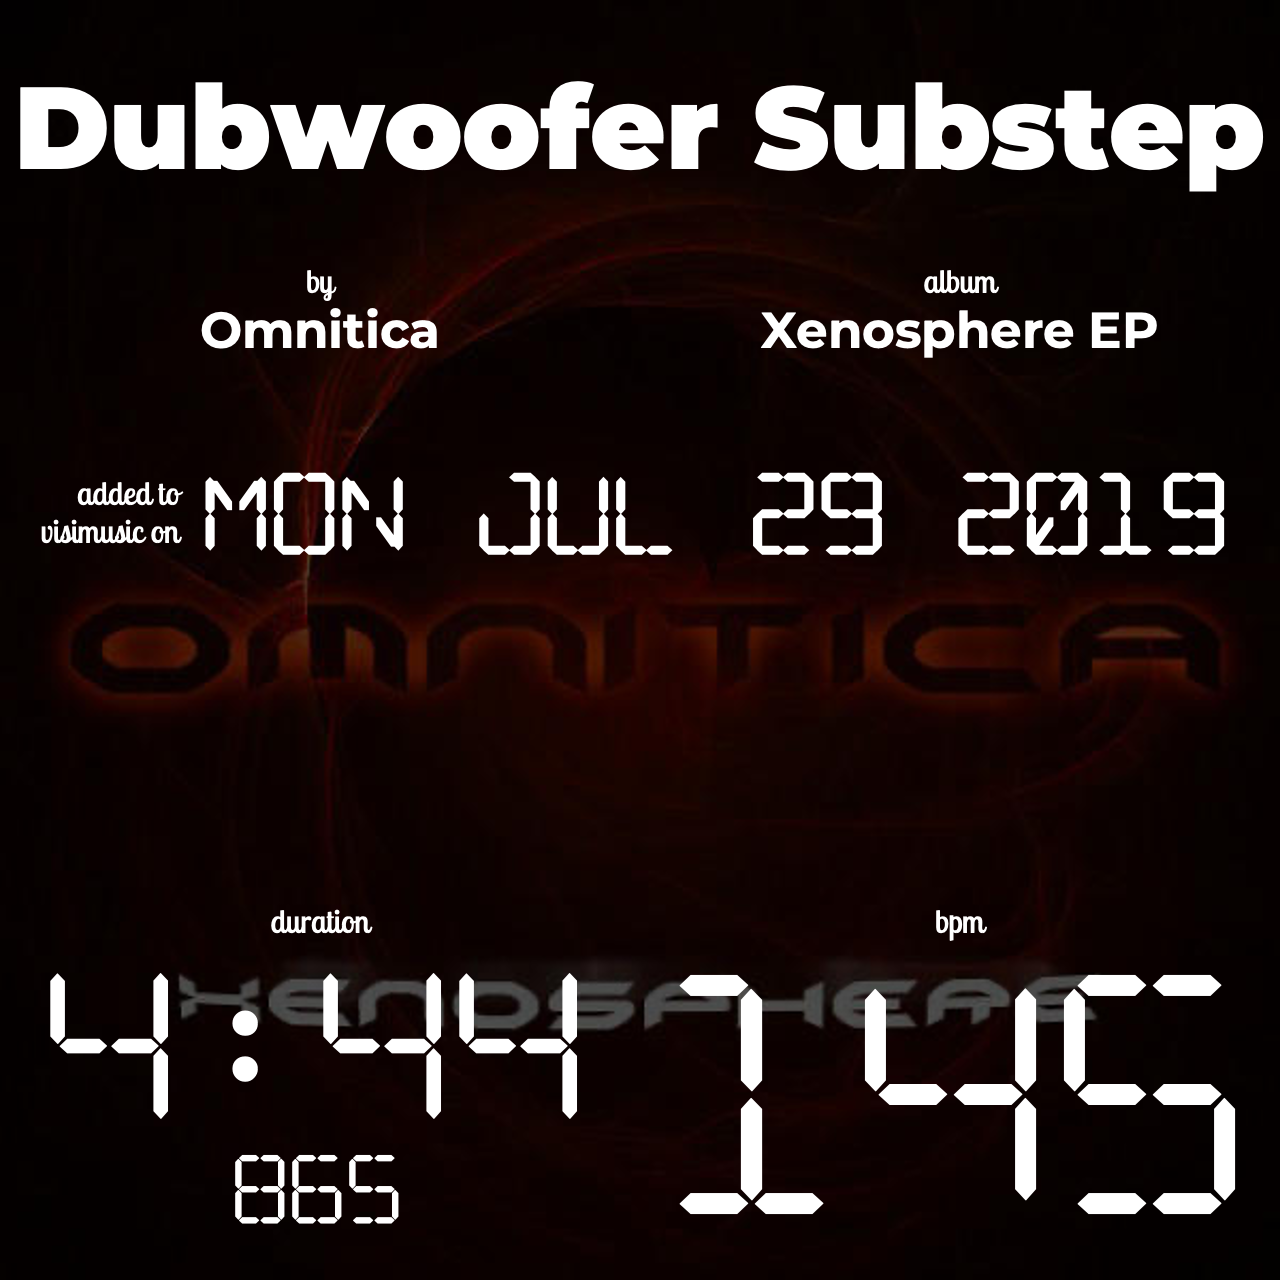 Dubwoofer Substep
by
Omnitica
album
Xenosphere EP
added to
visimusic on
MON JUL 29 2019
OMNITICA
duration
bpm
XENOSPHERE
4:44
145
865